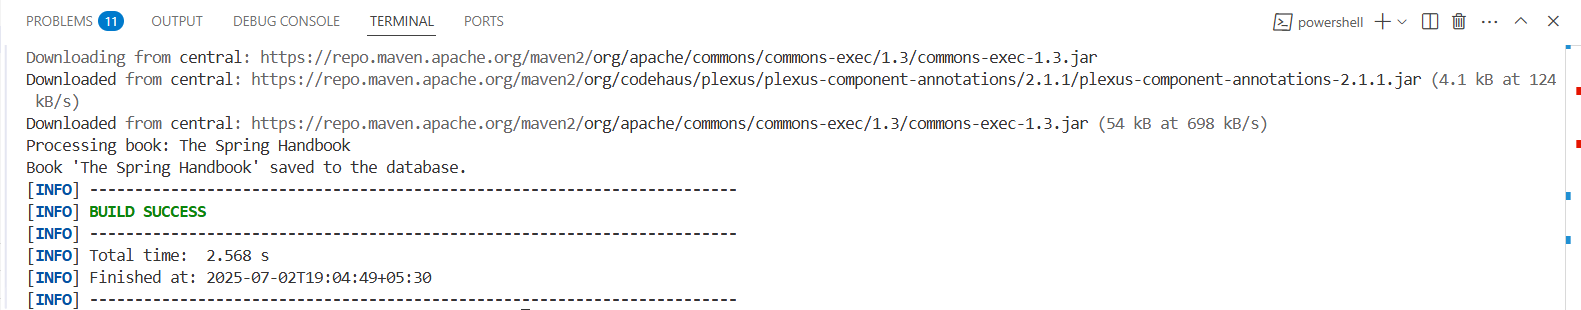 PROBLEMS 11 OUTPUT DEBUG CONSOLE TERMINAL PORTS powershell
Downloading from central: https://repo.maven.apache.org/maven2/org/apache/commons/commons-exec/1.3/commons-exec-1.3.jar
Downloaded from central: https://repo.maven.apache.org/maven2/org/codehaus/plexus/plexus-component-annotations/2.1.1/plexus-component-annotations-2.1.1.jar (4.1 kB at 124
kB/s)
Downloaded from central: https://repo.maven.apache.org/maven2/org/apache/commons/commons-exec/1.3/commons-exec-1.3.jar (54 kB at 698 kB/s)
Processing book: The Spring Handbook
Book 'The Spring Handbook' saved to the database.
[INFO] ------------------------------------------------------------------------
[INFO] BUILD SUCCESS
[INFO] ------------------------------------------------------------------------
[INFO] Total time:  2.568 s
[INFO] Finished at: 2025-07-02T19:04:49+05:30
[INFO] ------------------------------------------------------------------------